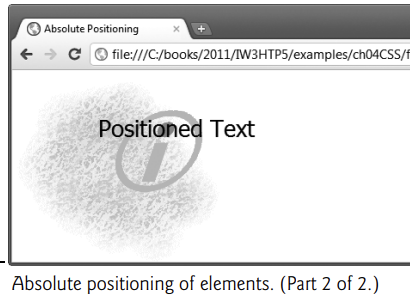 Absolute Positioning
file:///C:/books/2011/IW3HTP5/examples/ch04CSS/f
Positioned Text
i
Absolute positioning of elements. (Part 2 of 2.)